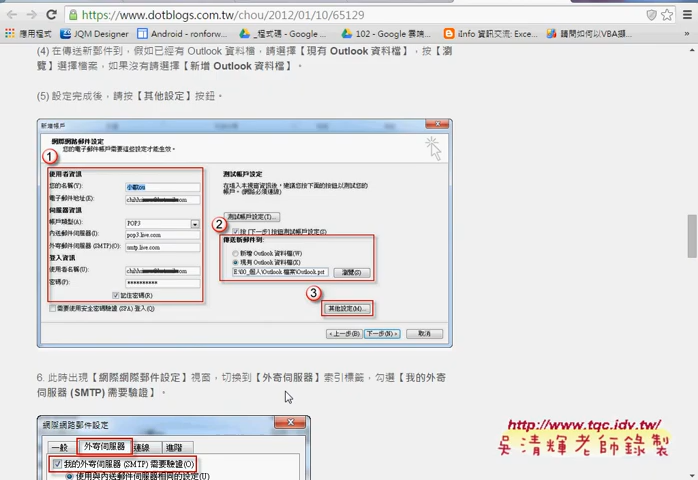 https://www.dotblogs.com.tw/chou/2012/01/10/65129
應用程式 JQM Designer Android - ronforw... _程式碼 - Google ... 102 - Google 雲端... iInfo 資訊交流: Exce... 請問如何以VBA擷...
(4) 在傳送新郵件到，假如已經有 Outlook 資料檔，請選擇【現有 Outlook 資料檔】，按【瀏
覽】選擇檔案，如果沒有請選擇【新增 Outlook 資料檔】。
(5) 設定完成後，請按【其他設定】按鈕。
新增帳戶
網際網路郵件設定
您的電子郵件帳戶需要這些設定才能生效。
1
使用者資訊
您的名稱(Y):
電子郵件地址(E):
伺服器資訊
帳戶類型(A): POP3
內送郵件伺服器(I): pop3.live.com
外寄郵件伺服器 (SMTP)(O): smtp.live.com
登入資訊
使用者名稱(U):
密碼(P): **********
記住密碼(R)
需要使用安全密碼驗證 (SPA) 登入(Q)
測試帳戶設定
在填入本視窗資訊後，建議您按下面的按鈕以測試您的
帳戶。(網路必須連線)
測試帳戶設定(T)...
按 [下一步] 按鈕測試帳戶設定(S)
2
傳送新郵件到:
新增 Outlook 資料檔(W)
現有 Outlook 資料檔(X)
E:\00_個人\Outlook 檔案\Outlook.pst 瀏覽(S)
3
其他設定(M)...
< 上一步(B) 下一步(N) > 取消
6. 此時出現【網際網際郵件設定】視窗，切換到【外寄伺服器】索引標籤，勾選【我的外寄
伺服器 (SMTP) 需要驗證】。
網際網路郵件設定
一般 外寄伺服器 連線 進階
我的外寄伺服器 (SMTP) 需要驗證(O)
使用與內送郵件伺服器相同的設定(U)
http://www.tqc.idv.tw/
吳清輝老師錄製